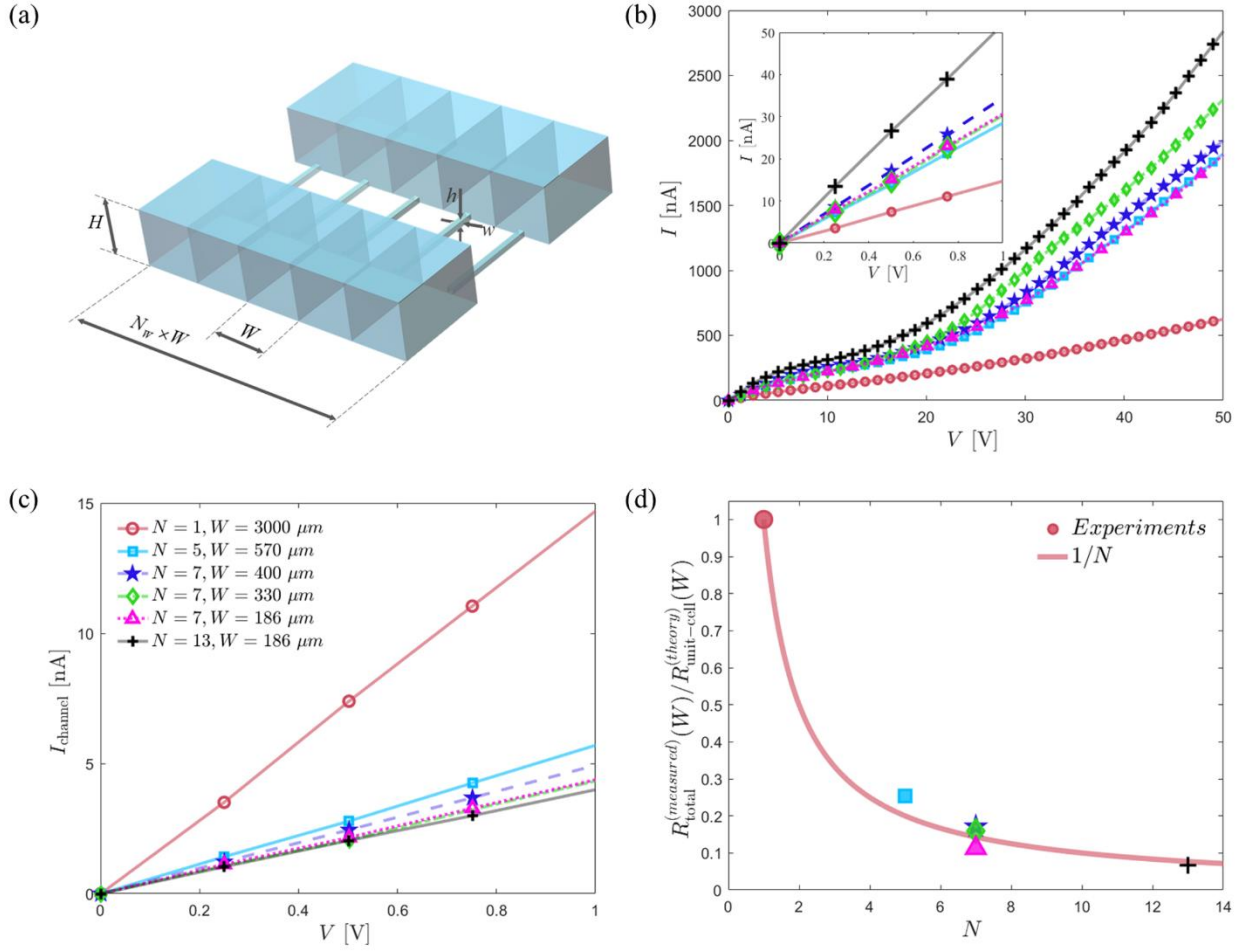 (a)
H
h
w
W
N_w × W
(b)
I [nA]
3000
2500
2000
1500
1000
500
0
0 10 20 30 40 50
V [V]
I [nA]
50
40
30
20
10
0
0 0.2 0.4 0.6 0.8 1
V [V]
(c)
I_channel [nA]
15
10
5
0
0 0.2 0.4 0.6 0.8 1
V [V]
N = 1, W = 3000 μm
N = 5, W = 570 μm
N = 7, W = 400 μm
N = 7, W = 330 μm
N = 7, W = 186 μm
N = 13, W = 186 μm
(d)
R_total^(measured)(W)/R_unit−cell^(theory)(W)
1
0.9
0.8
0.7
0.6
0.5
0.4
0.3
0.2
0.1
0
0 2 4 6 8 10 12 14
N
Experiments
1/N